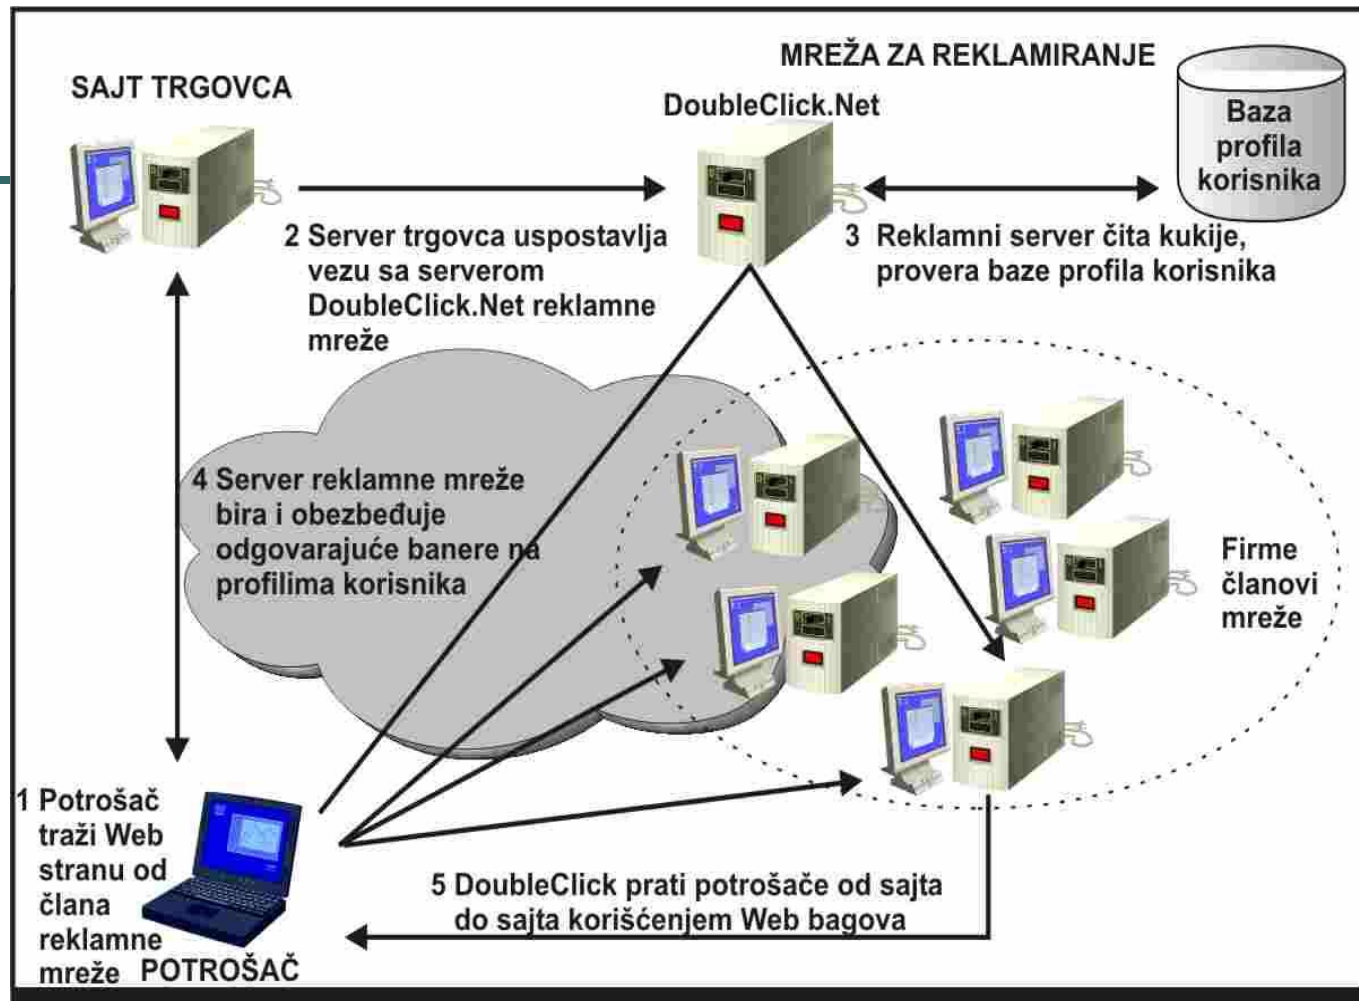 SAJT TRGOVCA
MREŽA ZA REKLAMIRANJE
DoubleClick.Net
Baza
profila
korisnika
2 Server trgovca uspostavlja
vezu sa serverom
DoubleClick.Net reklamne
mreže
3 Reklamni server čita kukije,
provera baze profila korisnika
4 Server reklamne mreže
bira i obezbeđuje
odgovarajuće banere na
profilima korisnika
Firme
članovi
mreže
1 Potrošač
traži Web
stranu od
člana
reklamne
mreže
POTROŠAČ
5 DoubleClick prati potrošače od sajta
do sajta korišćenjem Web bagova